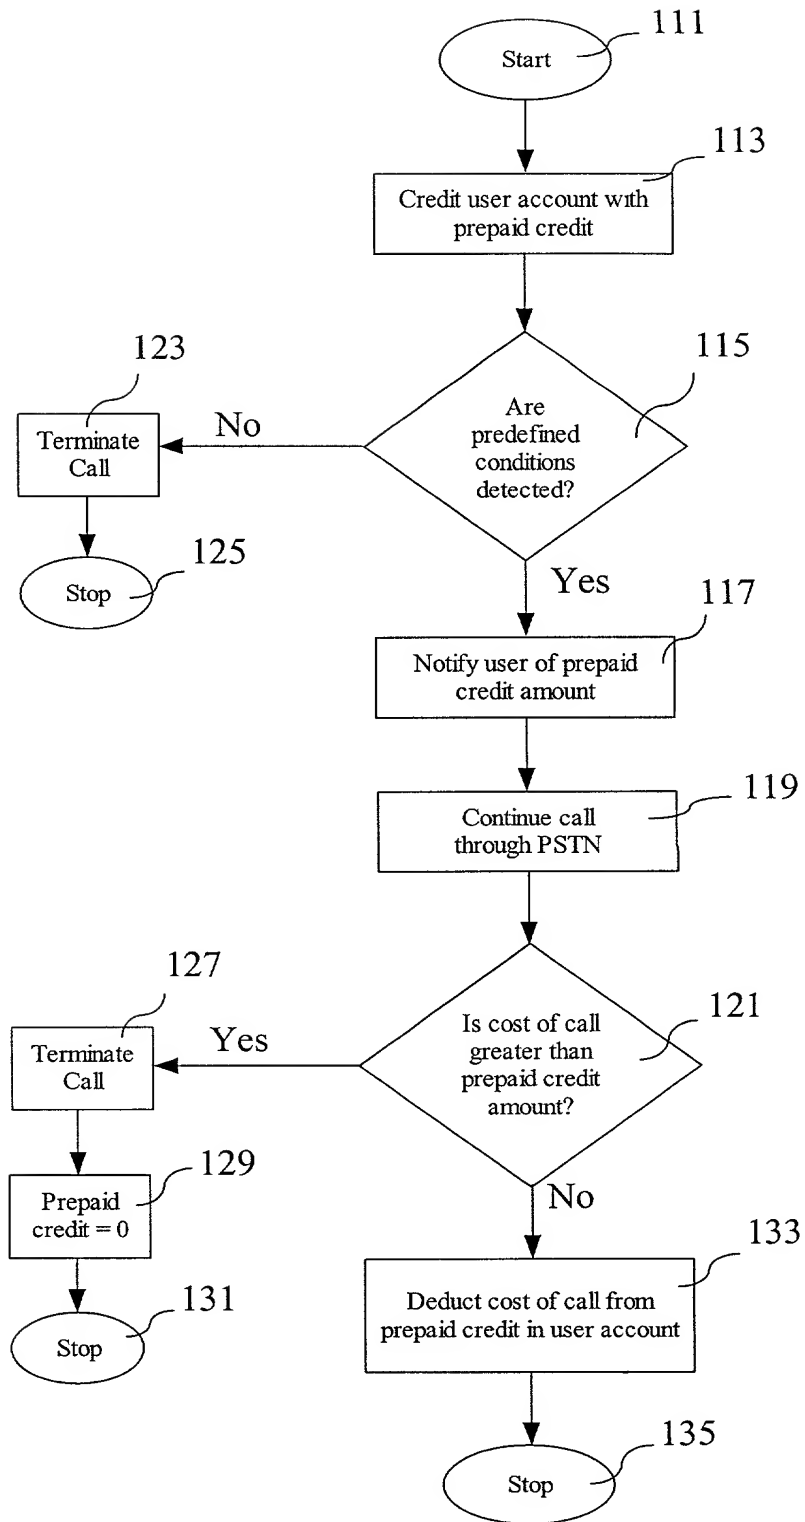 111
Start
113
Credit user account with
prepaid credit
123
115
Terminate
Call
No
Are
predefined
conditions
detected?
125
Stop
Yes
117
Notify user of prepaid
credit amount
119
Continue call
through PSTN
127
121
Terminate
Call
Yes
Is cost of call
greater than
prepaid credit
amount?
129
Prepaid
credit = 0
No
133
131
Stop
Deduct cost of call from
prepaid credit in user account
135
Stop